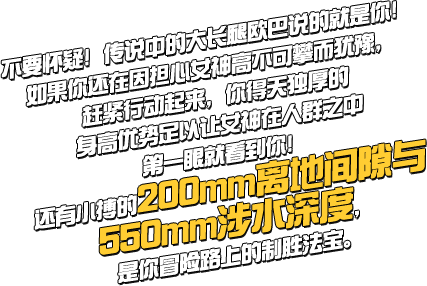 不要怀疑！传说中的大长腿欧巴说的就是你！
如果你还在因担心女神高不可攀而犹豫，
赶紧行动起来，你得天独厚的
身高优势足以让女神在人群之中
第一眼就看到你！
还有小搏的200mm离地间隙与
550mm涉水深度，
是你冒险路上的制胜法宝。